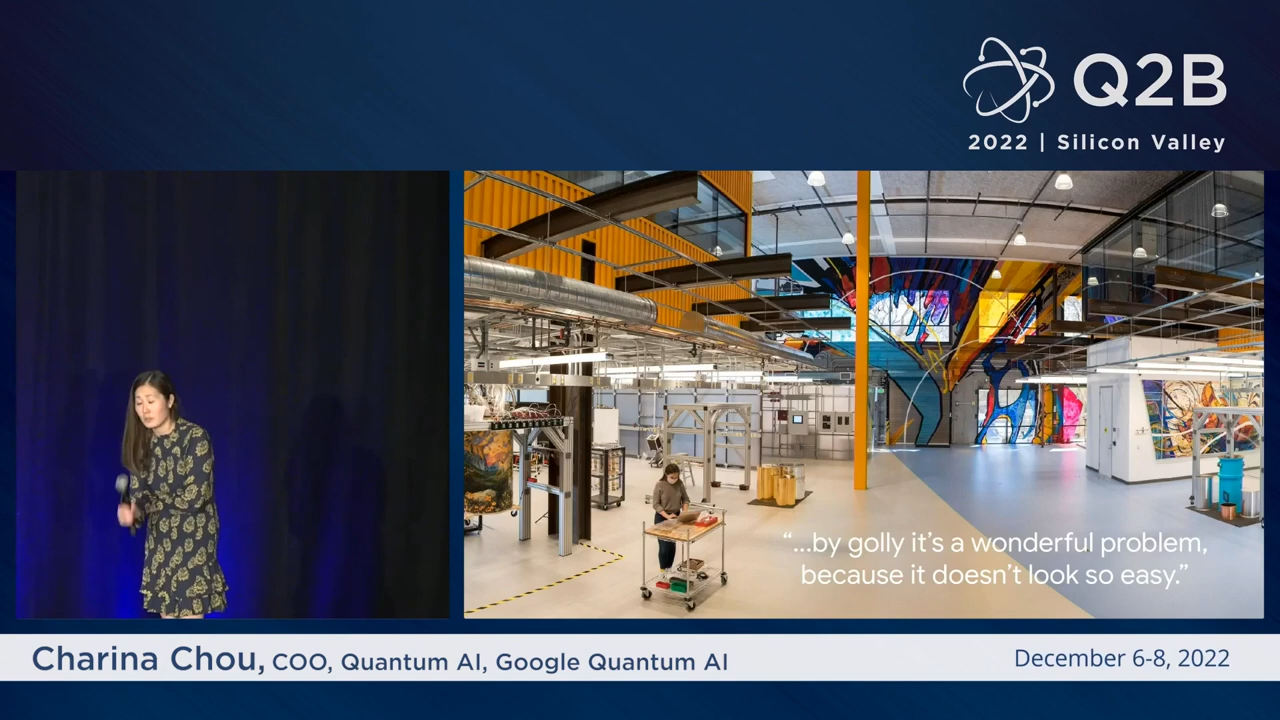 Q2B
2022 | Silicon Valley
“...by golly it’s a wonderful problem,
because it doesn’t look so easy.”
Charina Chou, COO, Quantum AI, Google Quantum AI
December 6-8, 2022